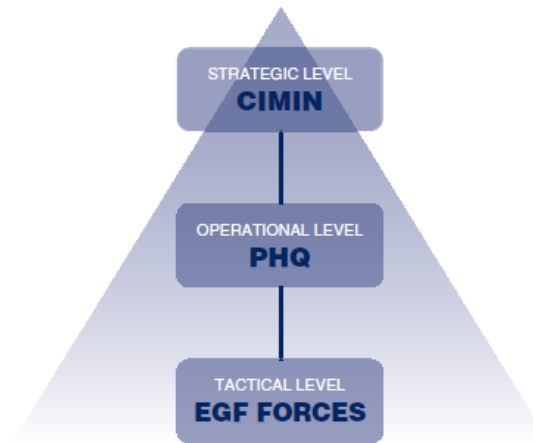 STRATEGIC LEVEL
CIMIN
OPERATIONAL LEVEL
PHQ
TACTICAL LEVEL
EGF FORCES